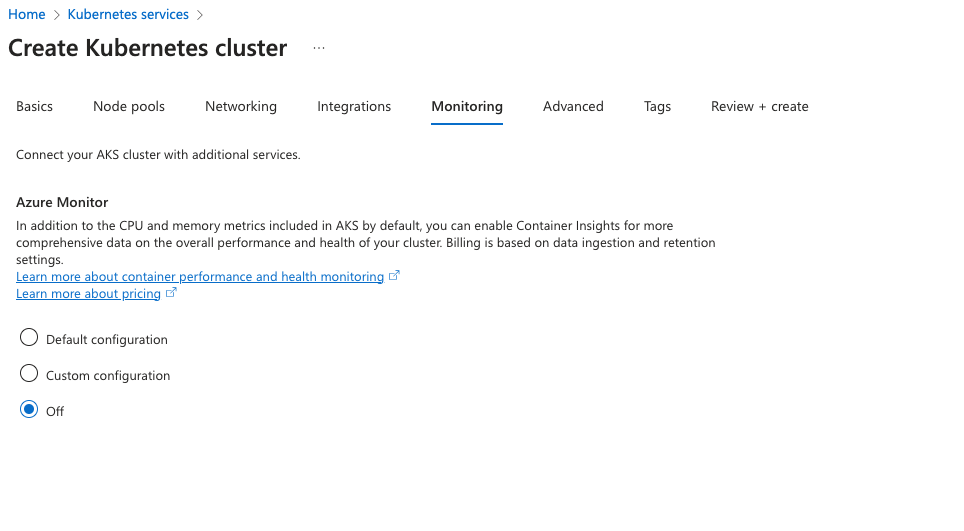 Home > Kubernetes services >
Create Kubernetes cluster ...
Basics Node pools Networking Integrations Monitoring Advanced Tags Review + create
Connect your AKS cluster with additional services.
Azure Monitor
In addition to the CPU and memory metrics included in AKS by default, you can enable Container Insights for more
comprehensive data on the overall performance and health of your cluster. Billing is based on data ingestion and retention
settings.
Learn more about container performance and health monitoring
Learn more about pricing
Default configuration
Custom configuration
Off